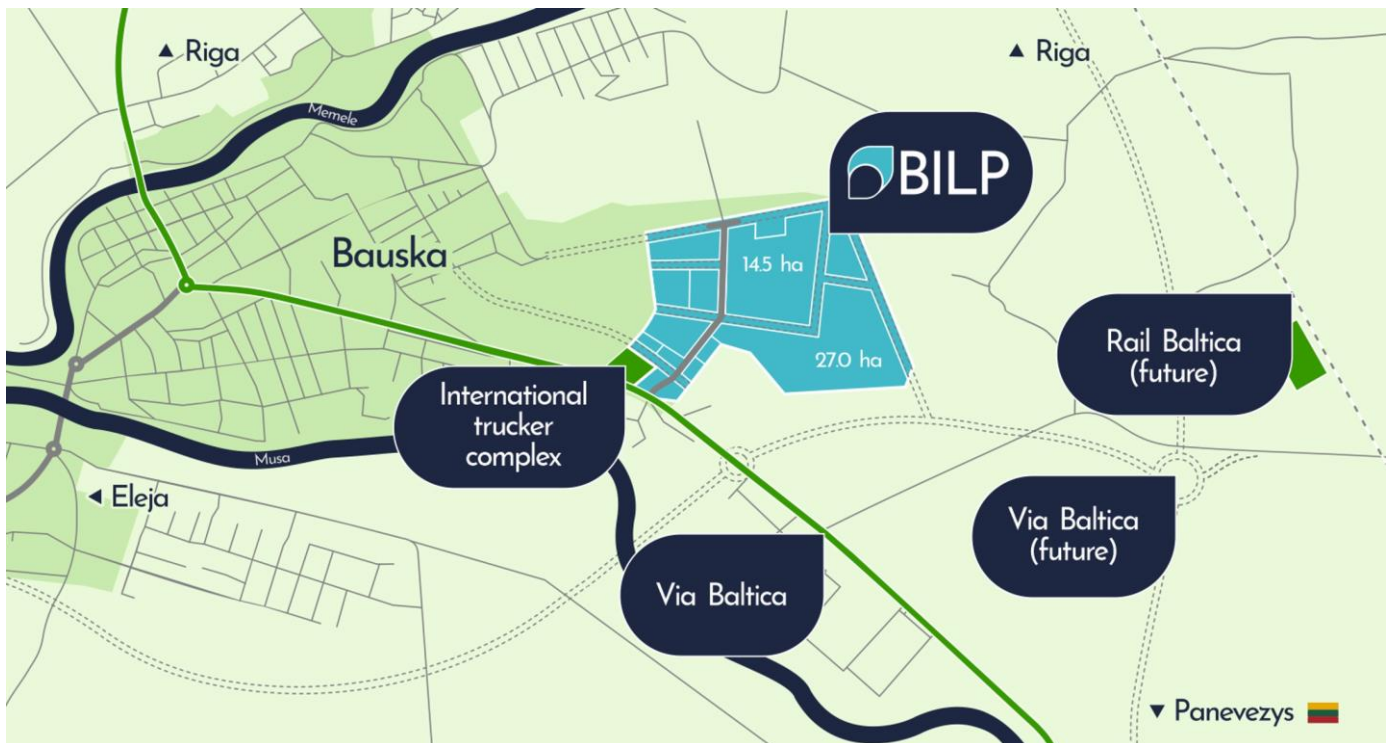 Riga
Riga
Memele
BILP
Bauska
14.5 ha
27.0 ha
Rail Baltica
(future)
International
trucker
complex
Musa
Eleja
Via Baltica
(future)
Via Baltica
Panevezys